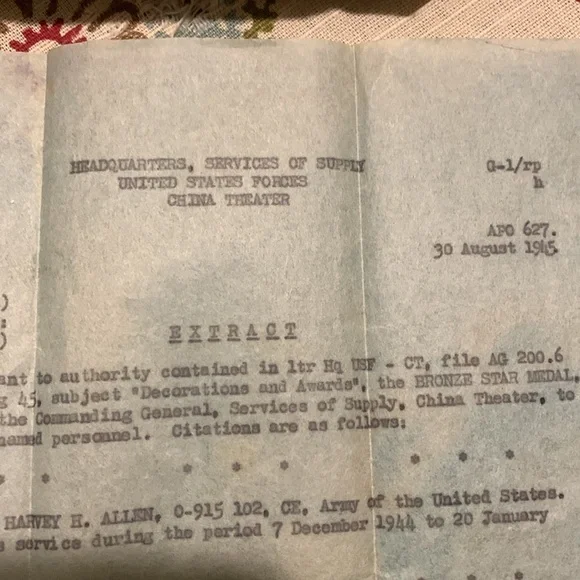 HEADQUARTERS, SERVICES OF SUPPLY
UNITED STATES FORCES
CHINA THEATER
G-1/rp
h
APO 627.
30 August 1945.
)
:
)
E X T R A C T
ant to authority contained in ltr Hq USF - CT, file AG 200.6
g 45, subject "Decorations and Awards", the BRONZE STAR MEDAL,
the Commanding General, Services of Supply, China Theater, to
named personnel. Citations are as follows:
* * * * * * * *
HARVEY H. ALLEN, O-915 102, CE, Army of the United States.
s service during the period 7 December 1944 to 20 January
* * *